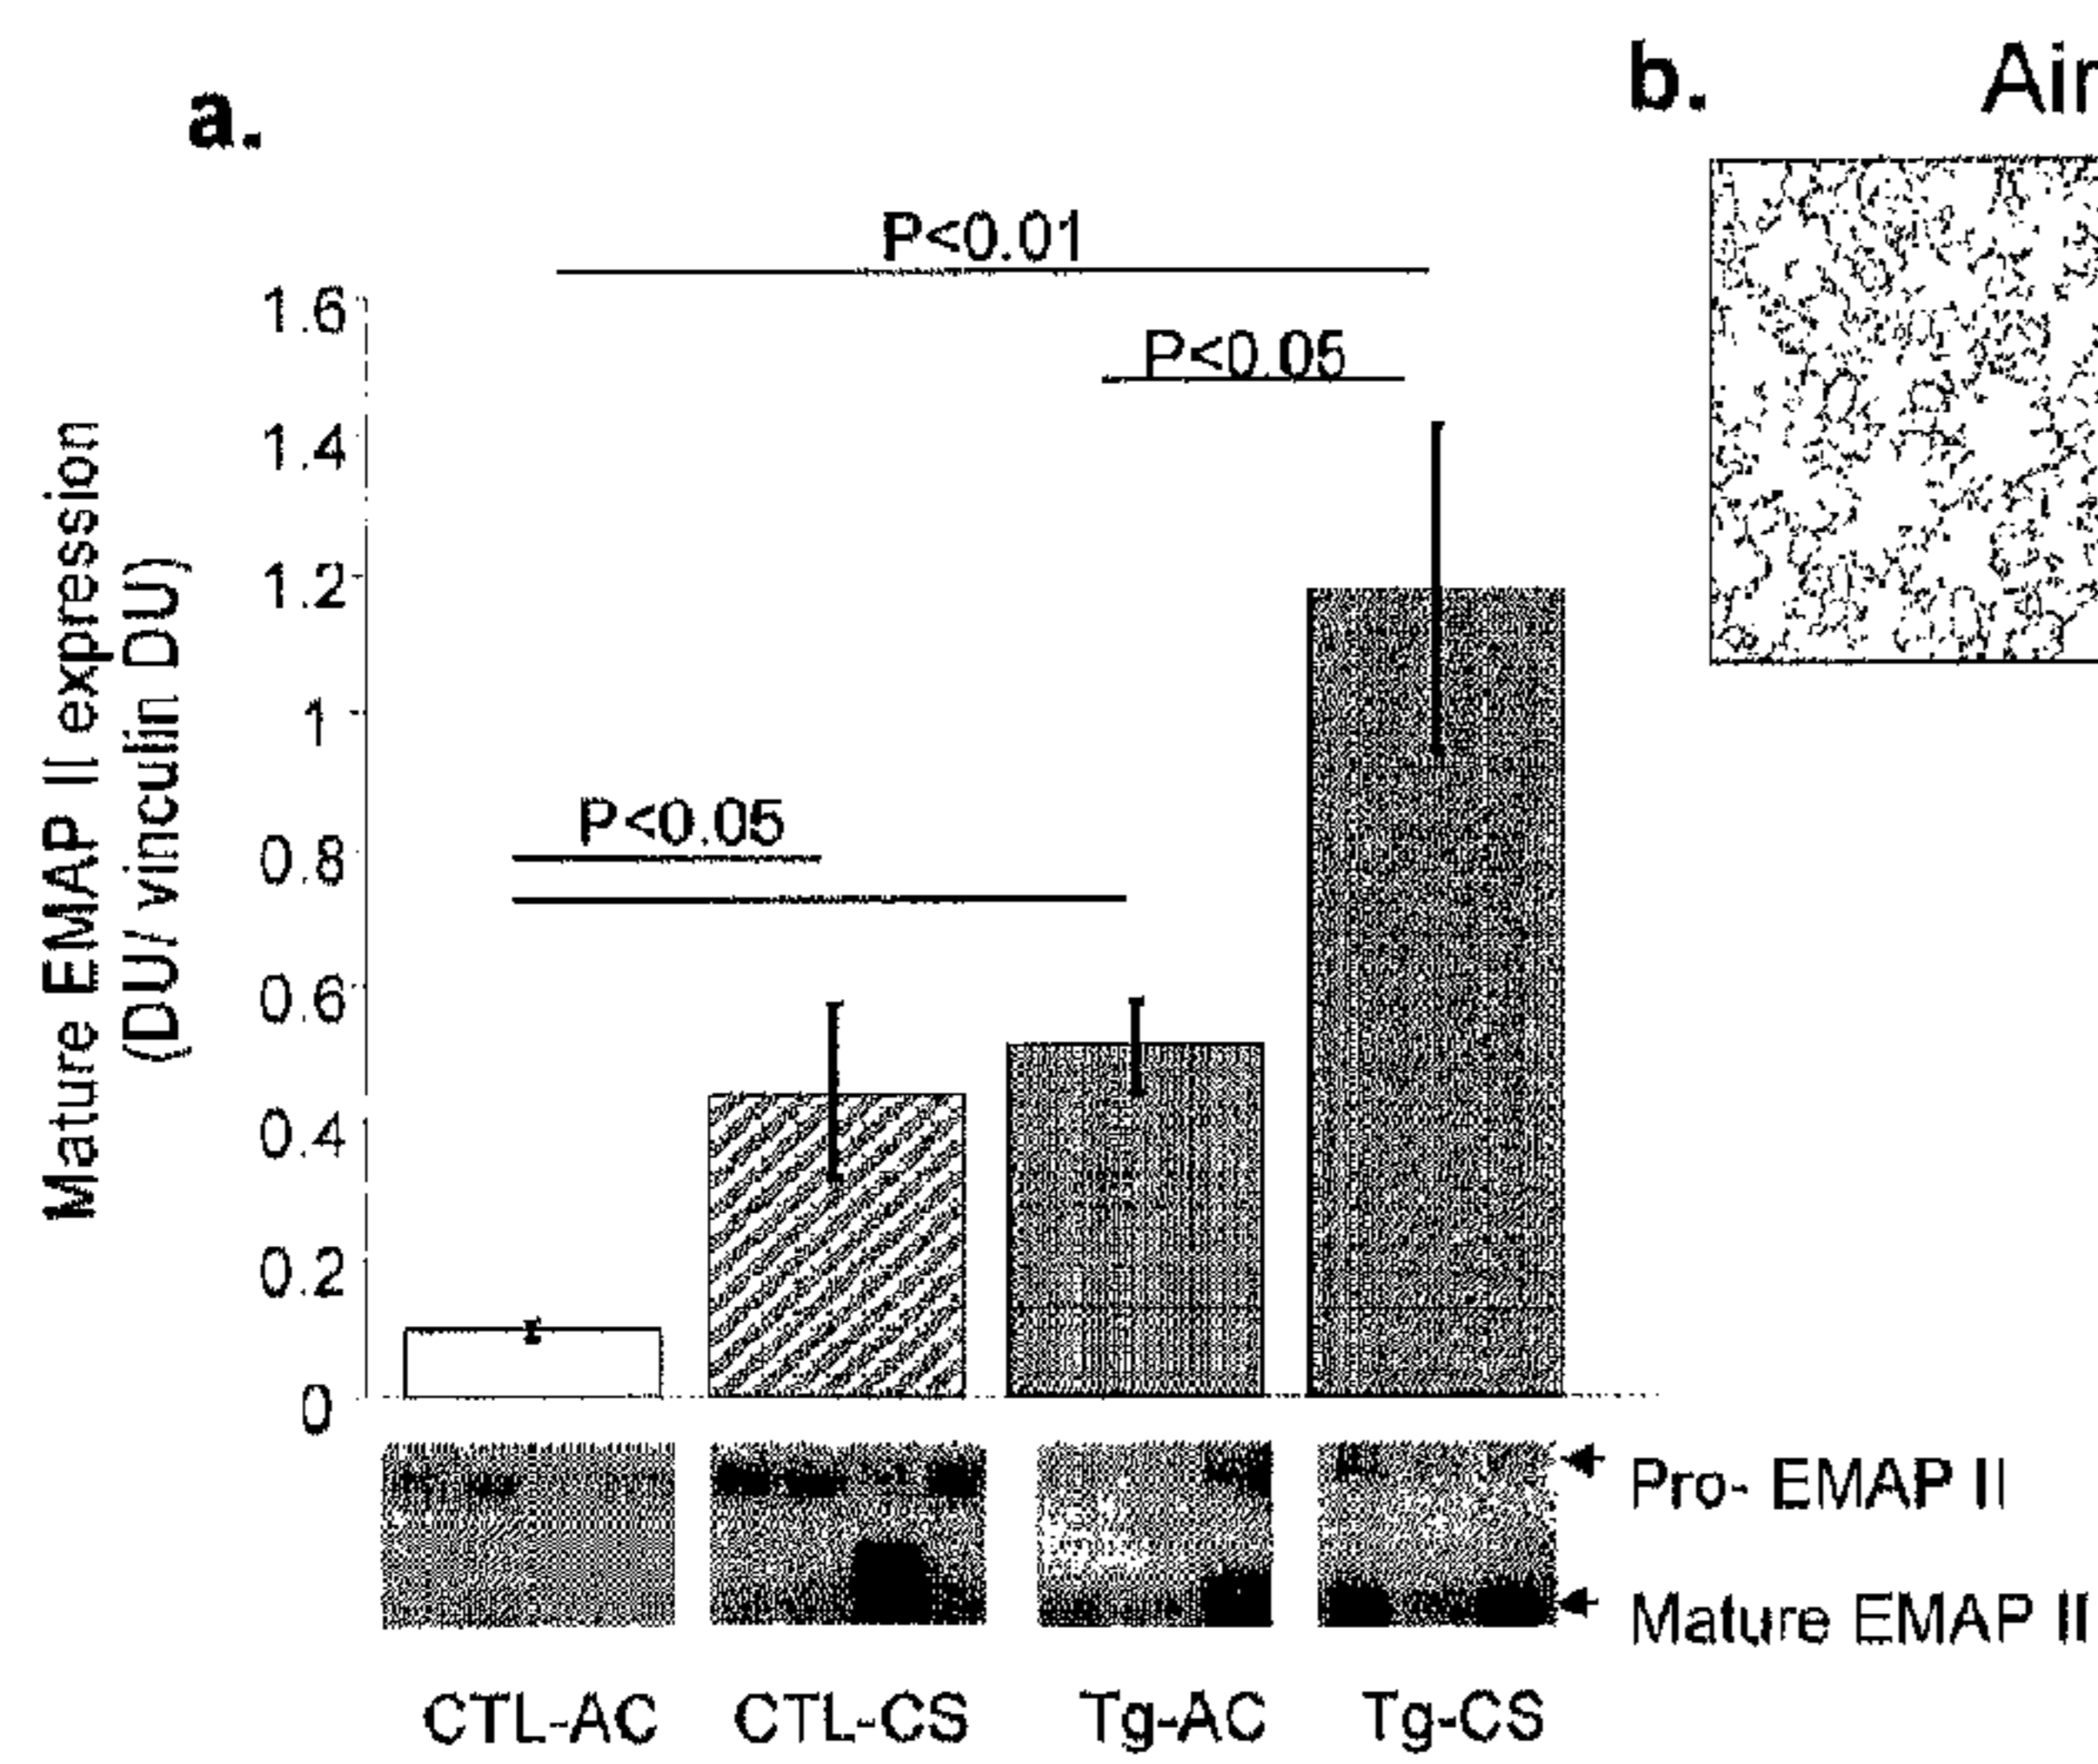 a.
b.
P<0.01
P<0.05
1.6
1.4
1.2
1
0.8
0.6
0.4
0.2
0
Mature EMAP II expression
(DU/ vinculin DU)
P<0.05
Pro- EMAP II
Mature EMAP II
CTL-AC CTL-CS Tg-AC Tg-CS